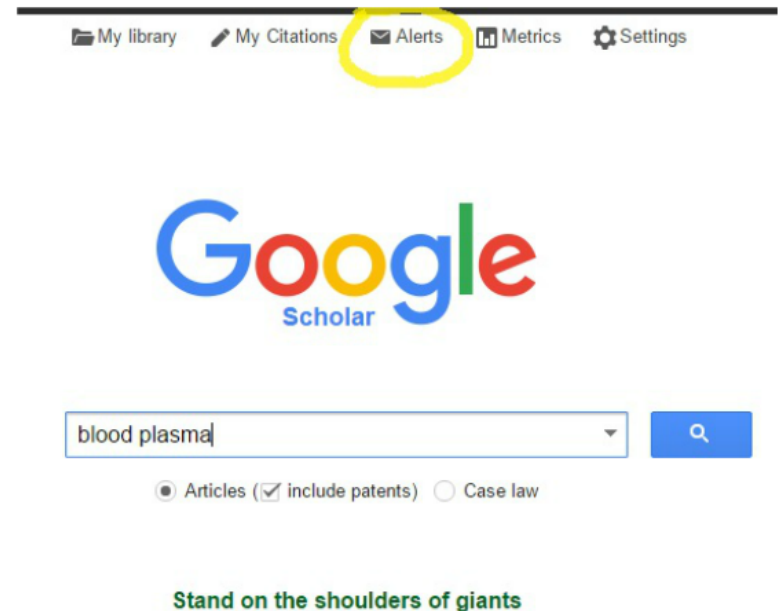 My library My Citations Alerts Metrics Settings
Google
Scholar
blood plasma
Articles (include patents) Case law
Stand on the shoulders of giants